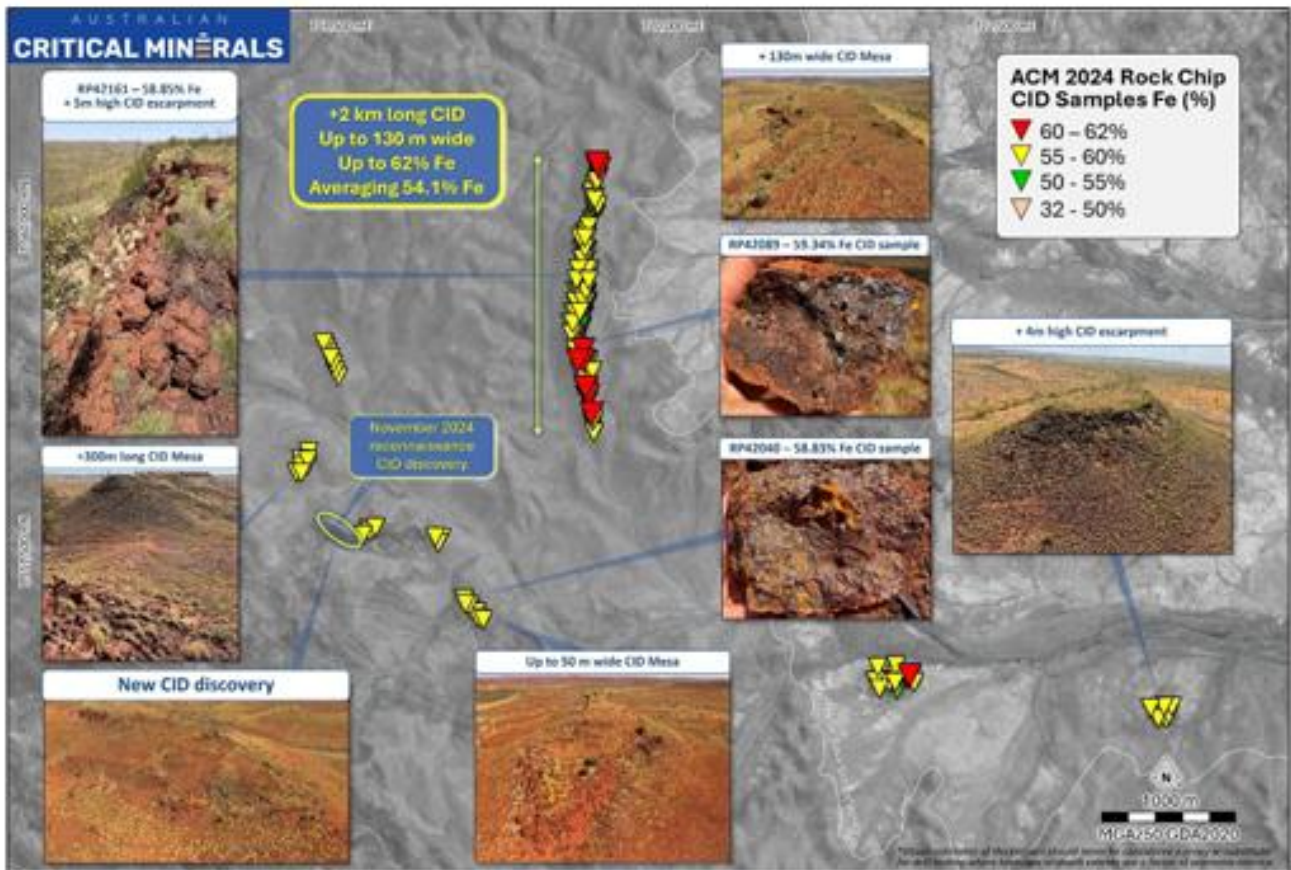 AUSTRALIAN
CRITICAL MINERALS
RP42161 – 58.85% Fe
+ 5m high CID escarpment
+2 km long CID
Up to 130 m wide
Up to 62% Fe
Averaging 54.1% Fe
+ 130m wide CID Mesa
ACM 2024 Rock Chip
CID Samples Fe (%)
60 – 62%
55 - 60%
50 - 55%
32 - 50%
RP42089 – 59.34% Fe CID sample
+ 4m high CID escarpment
November 2024
reconnaissance
CID discovery
+300m long CID Mesa
RP42040 – 58.83% Fe CID sample
New CID discovery
Up to 50 m wide CID Mesa
N
1000 m